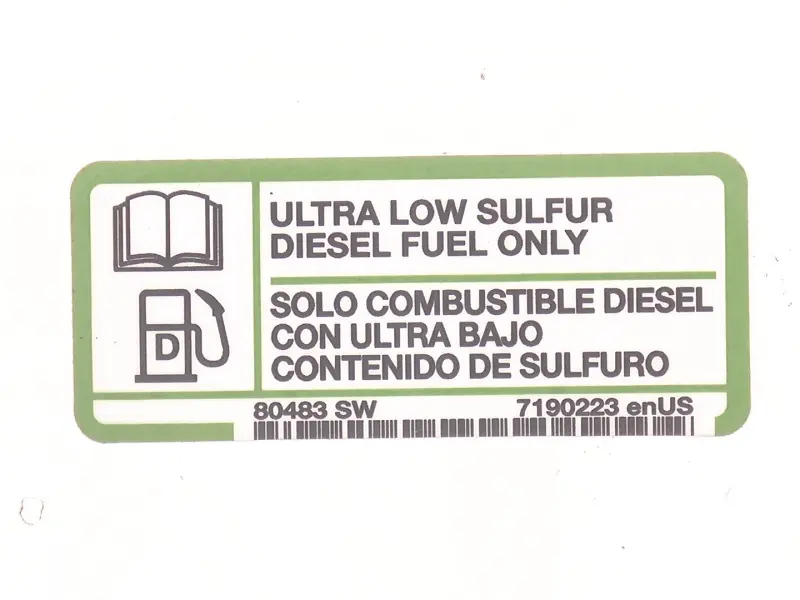 ULTRA LOW SULFUR
DIESEL FUEL ONLY
SOLO COMBUSTIBLE DIESEL
CON ULTRA BAJO
CONTENIDO DE SULFURO
D
80483 SW 7190223 enUS